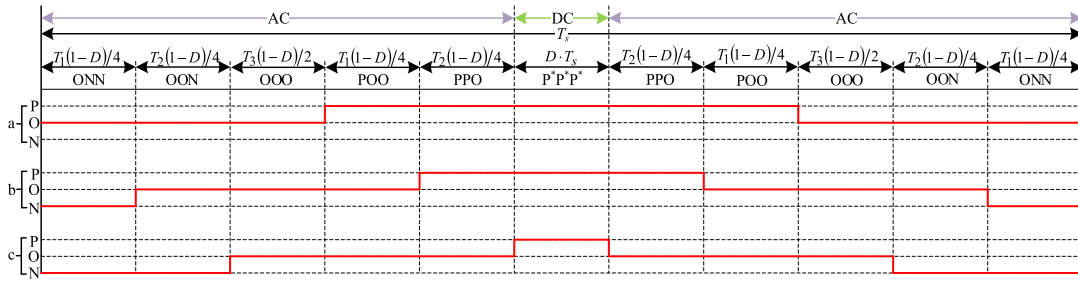 AC DC AC
T_s
T_1(1−D)/4 T_2(1−D)/4 T_3(1−D)/2 T_1(1−D)/4 T_2(1−D)/4 D·T_S T_2(1−D)/4 T_1(1−D)/4 T_3(1−D)/2 T_2(1−D)/4 T_1(1−D)/4
ONN OON OOO POO PPO P*P*P* PPO POO OOO OON ONN
P
a O
N
P
b O
N
P
c O
N